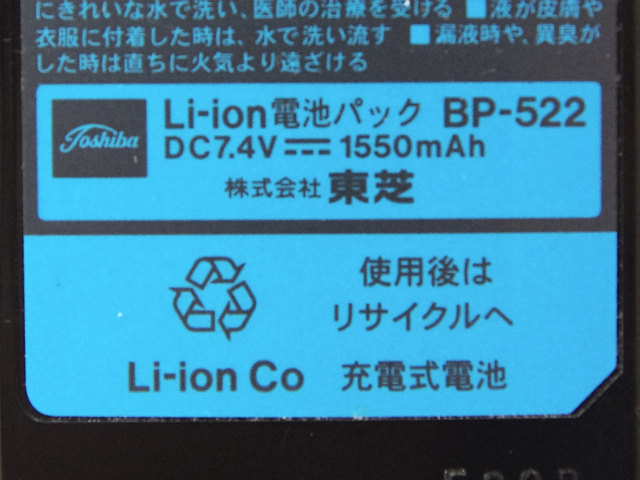 にきれいな水で洗い、医師の治療を受ける ■液が皮膚や
衣服に付着した時は、水で洗い流す ■漏液時や、異臭が
した時は直ちに火気より遠ざける
Toshiba
Li-ion電池パック BP-522
DC7.4V 1550mAh
株式会社 東芝
使用後は
リサイクルへ
Li-ion Co 充電式電池